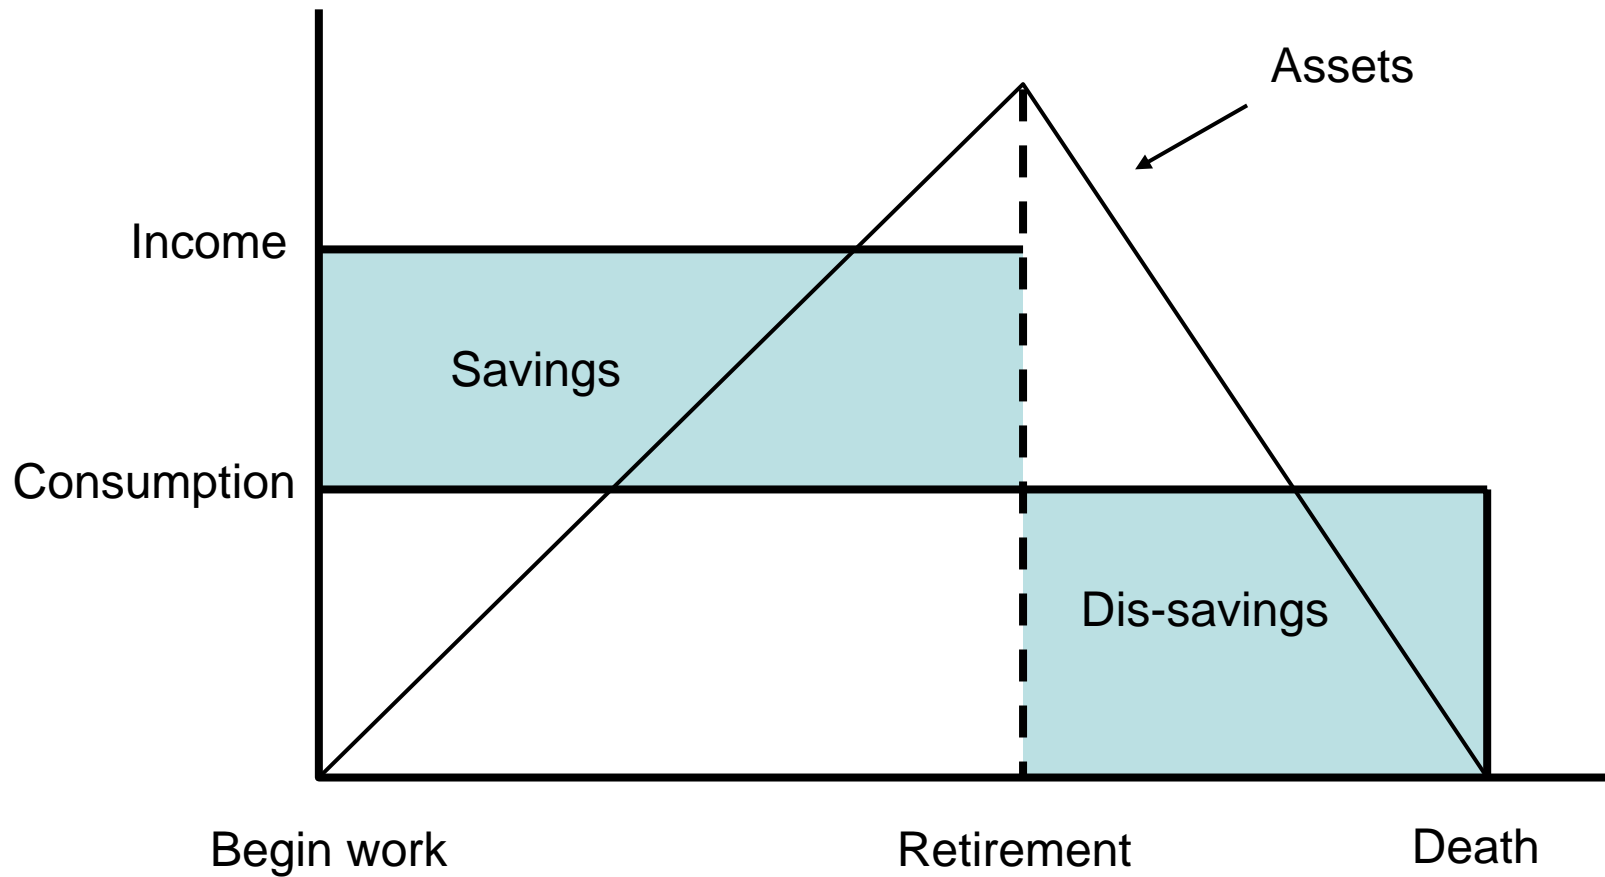 Assets
Income
Savings
Consumption
Dis-savings
Begin work
Retirement
Death